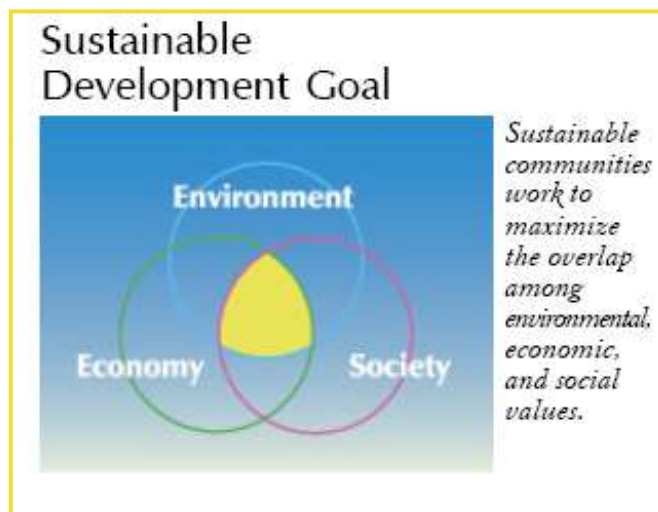 Sustainable
Development Goal
Environment
Economy
Society
Sustainable
communities
work to
maximize
the overlap
among
environmental,
economic,
and social
values.